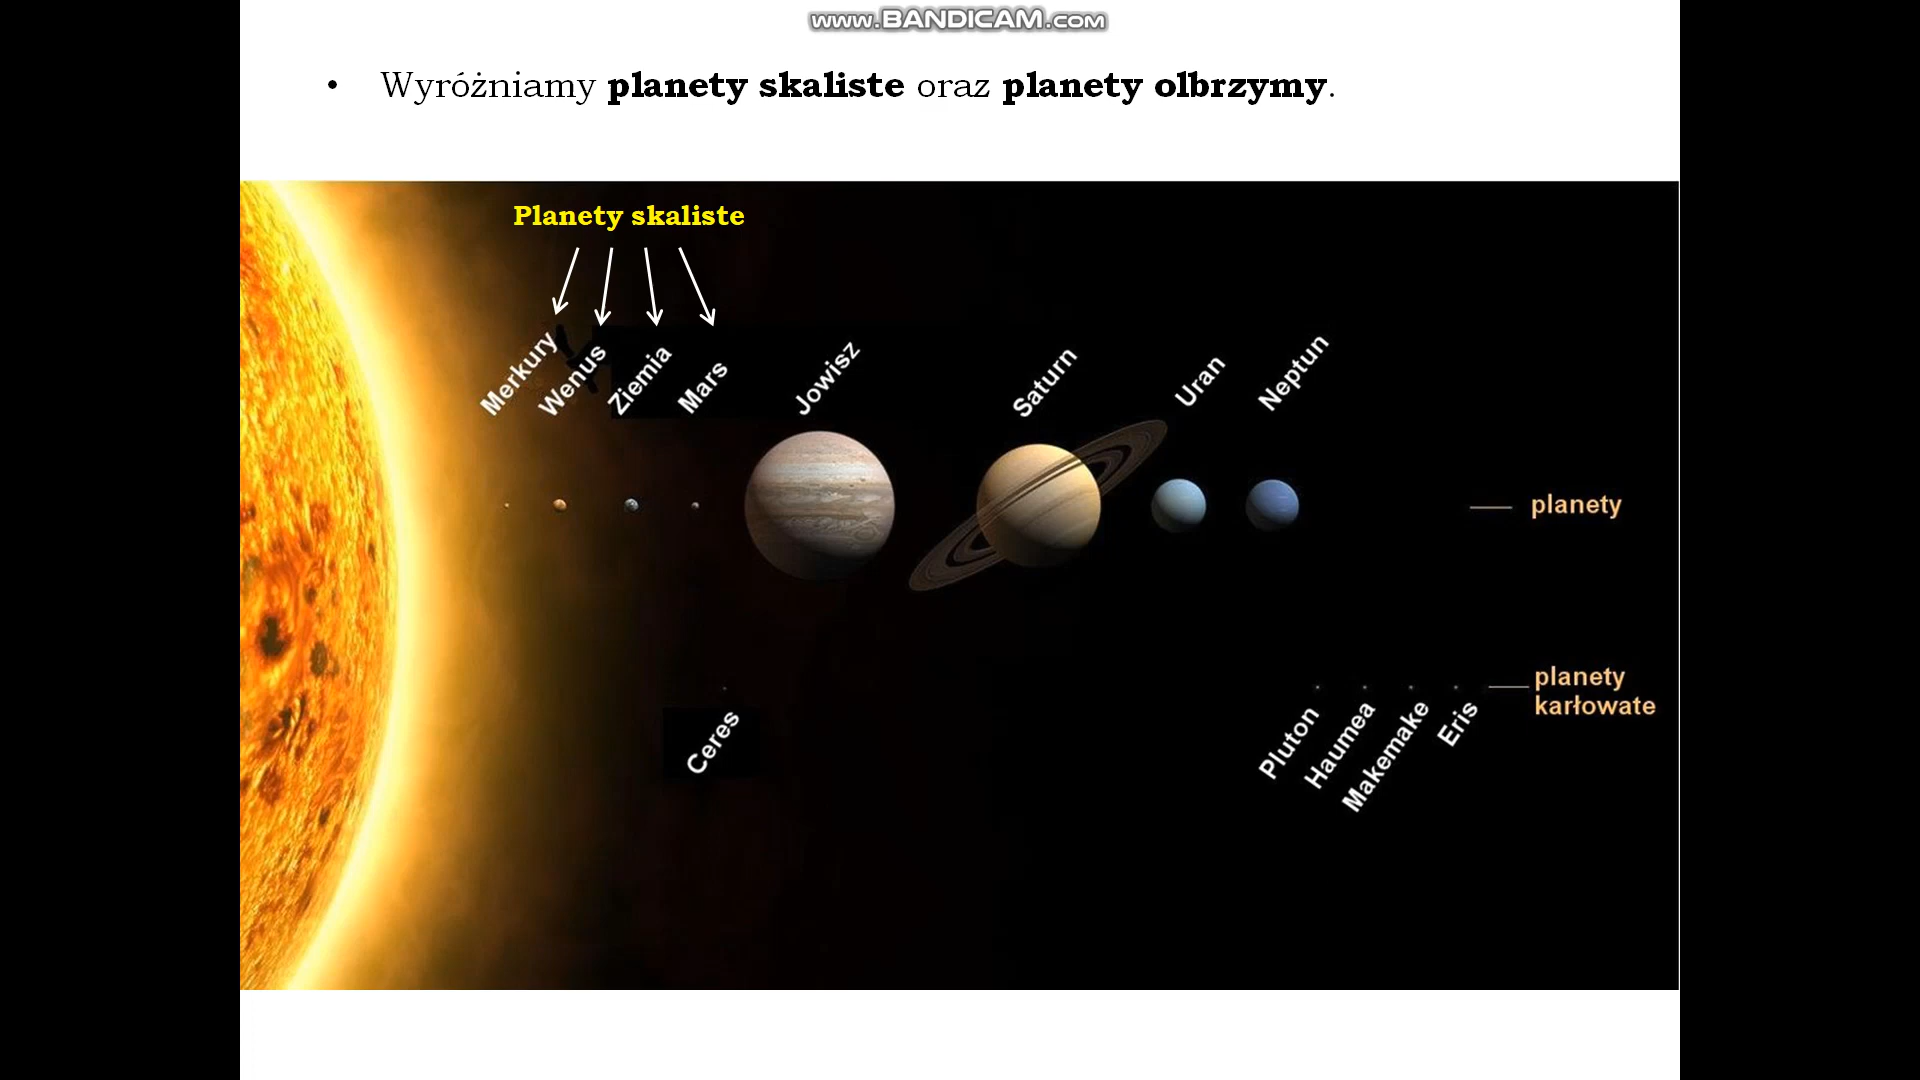 www.BANDICAM.com
• Wyróżniamy planety skaliste oraz planety olbrzymy.
Planety skaliste
Merkury
Wenus
Ziemia
Mars
Jowisz
Saturn
Uran
Neptun
planety
Ceres
Pluton
Haumea
Makemake
Eris
planety
karłowate